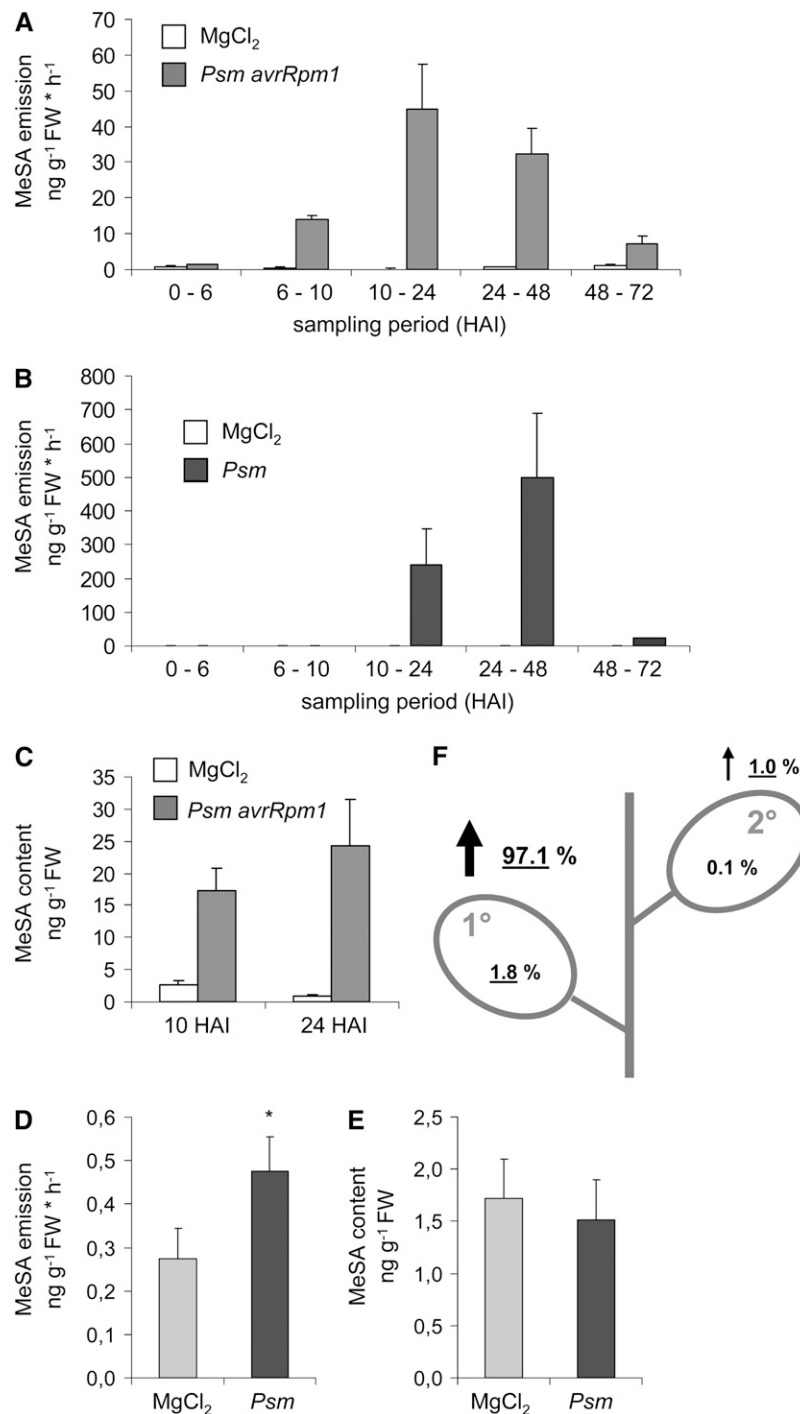 A
MeSA emission
ng g⁻¹ FW * h⁻¹
70
60
50
40
30
20
10
0
MgCl₂
Psm avrRpm1
0 - 6
6 - 10
10 - 24
24 - 48
48 - 72
sampling period (HAI)
B
MeSA emission
ng g⁻¹ FW * h⁻¹
800
700
600
500
400
300
200
100
0
MgCl₂
Psm
0 - 6
6 - 10
10 - 24
24 - 48
48 - 72
sampling period (HAI)
C
MeSA content
ng g⁻¹ FW
35
30
25
20
15
10
5
0
MgCl₂
Psm avrRpm1
10 HAI
24 HAI
F
97.1 %
1°
1.8 %
1.0 %
2°
0.1 %
D
MeSA emission
ng g⁻¹ FW * h⁻¹
0,6
0,5
0,4
0,3
0,2
0,1
0,0
*
MgCl₂
Psm
E
MeSA content
ng g⁻¹ FW
2,5
2,0
1,5
1,0
0,5
0,0
MgCl₂
Psm